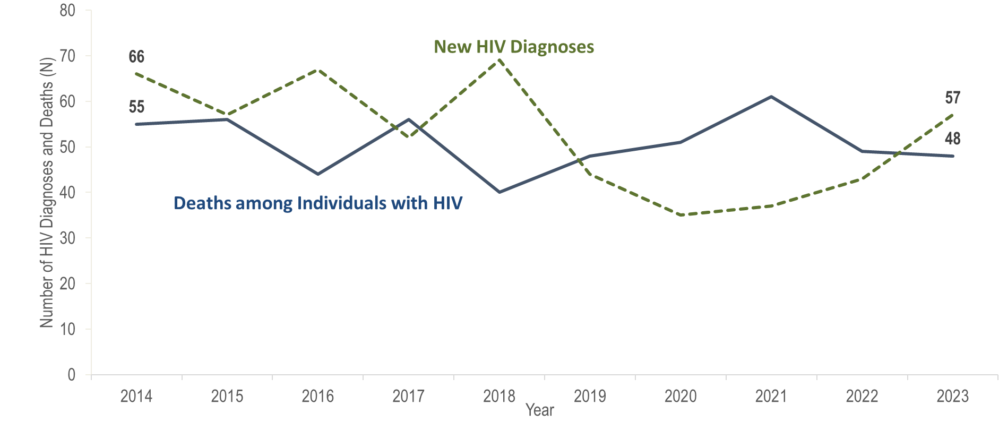 Number of HIV Diagnoses and Deaths (N)
80
70
60
50
40
30
20
10
0
New HIV Diagnoses
Deaths among Individuals with HIV
66
55
57
48
2014 2015 2016 2017 2018 2019 2020 2021 2022 2023
Year